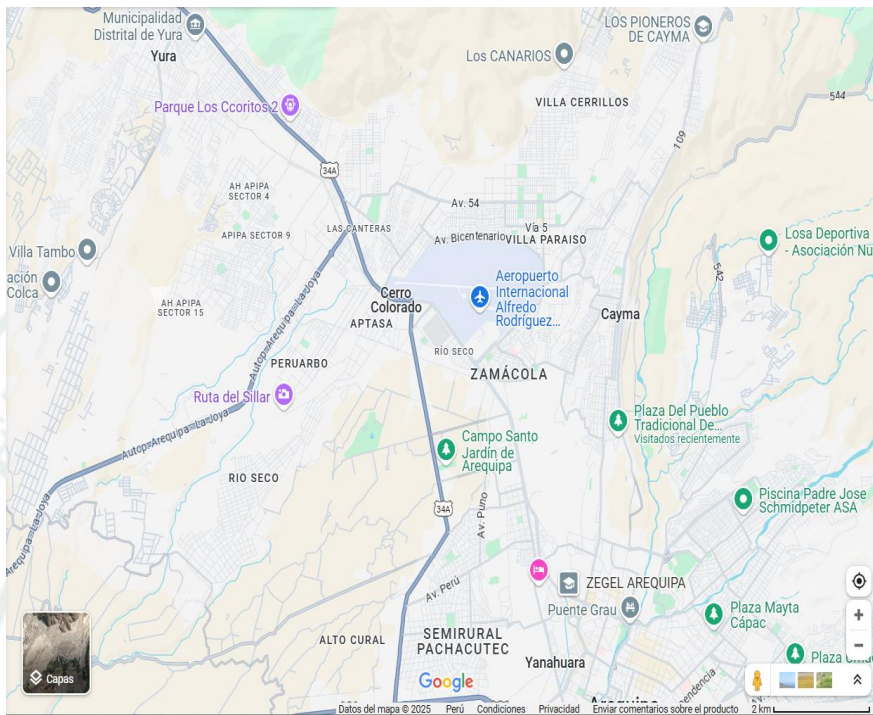 Municipalidad
Distrital de Yura
Yura
LOS PIONEROS
DE CAYMA
Los CANARIOS
Parque Los Ccoritos 2
VILLA CERRILLOS
544
109
34A
AH APIPA
SECTOR 4
Av. 54
APIPA SECTOR 9
LAS CANTERAS
Av. Bicentenario
Vía 5
VILLA PARAISO
Losa Deportiva
- Asociación Nu
Villa Tambo
ación
Colca
542
Aeropuerto
Internacional
Alfredo
Rodríguez...
Cerro
Colorado
AH APIPA
SECTOR 15
APTASA
Cayma
Autop. Arequipa-La Joya
RÍO SECO
PERUARBO
ZAMÁCOLA
Ruta del Sillar
Plaza Del Pueblo
Tradicional De...
Visitados recientemente
Autop. Arequipa-La Joya
Campo Santo
Jardín de
Arequipa
RIO SECO
Piscina Padre Jose
Schmidpeter ASA
34A
Av. Puno
Arequipa-La Joya
ZEGEL AREQUIPA
Av. Perú
Puente Grau
Plaza Mayta
Cápac
ALTO CURAL
SEMIRURAL
PACHACUTEC
Yanahuara
Capas
Google
Datos del mapa © 2025 Perú Condiciones Privacidad Enviar comentarios sobre el producto 2 km